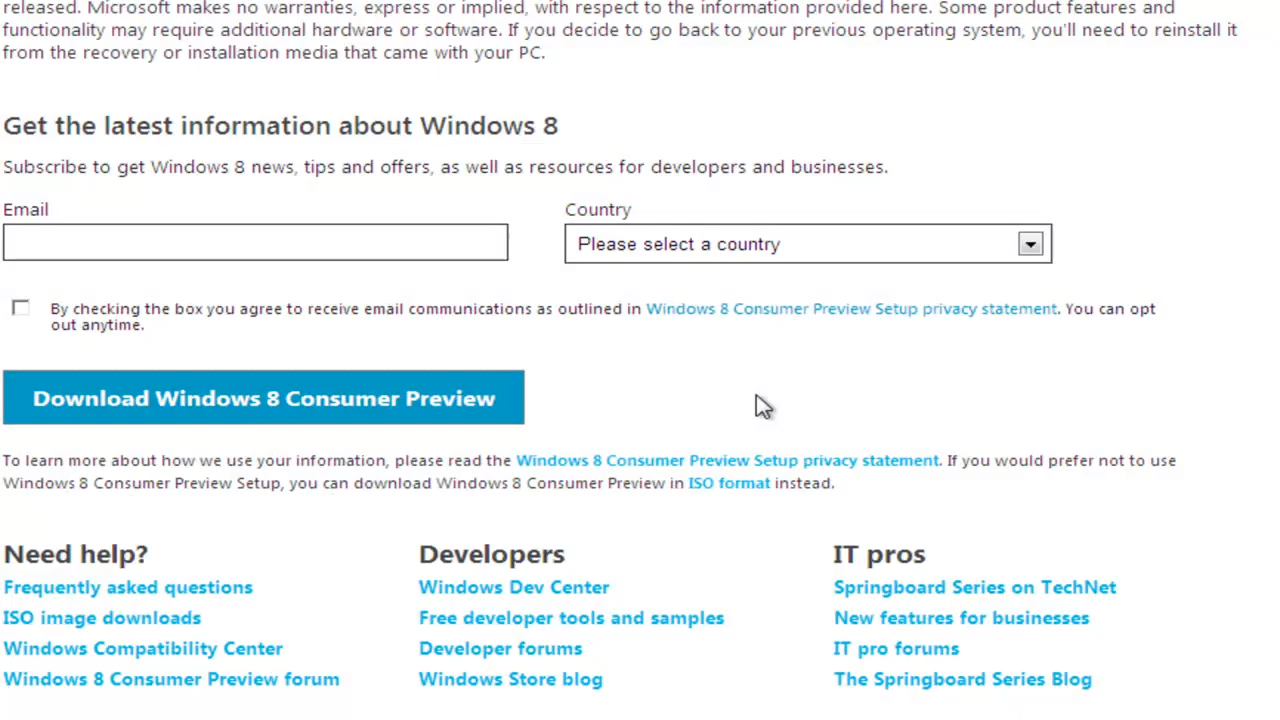 released. Microsoft makes no warranties, express or implied, with respect to the information provided here. Some product features and
functionality may require additional hardware or software. If you decide to go back to your previous operating system, you'll need to reinstall it
from the recovery or installation media that came with your PC.
Get the latest information about Windows 8
Subscribe to get Windows 8 news, tips and offers, as well as resources for developers and businesses.
Email
Country
Please select a country
By checking the box you agree to receive email communications as outlined in Windows 8 Consumer Preview Setup privacy statement. You can opt
out anytime.
Download Windows 8 Consumer Preview
To learn more about how we use your information, please read the Windows 8 Consumer Preview Setup privacy statement. If you would prefer not to use
Windows 8 Consumer Preview Setup, you can download Windows 8 Consumer Preview in ISO format instead.
Need help?
Frequently asked questions
ISO image downloads
Windows Compatibility Center
Windows 8 Consumer Preview forum
Developers
Windows Dev Center
Free developer tools and samples
Developer forums
Windows Store blog
IT pros
Springboard Series on TechNet
New features for businesses
IT pro forums
The Springboard Series Blog